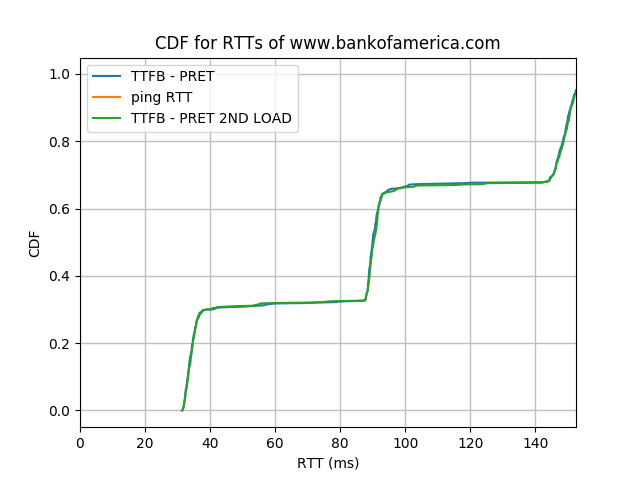 CDF for RTTs of www.bankofamerica.com
TTFB - PRET
ping RTT
TTFB - PRET 2ND LOAD
1.0
0.8
0.6
0.4
0.2
0.0
CDF
0 20 40 60 80 100 120 140
RTT (ms)